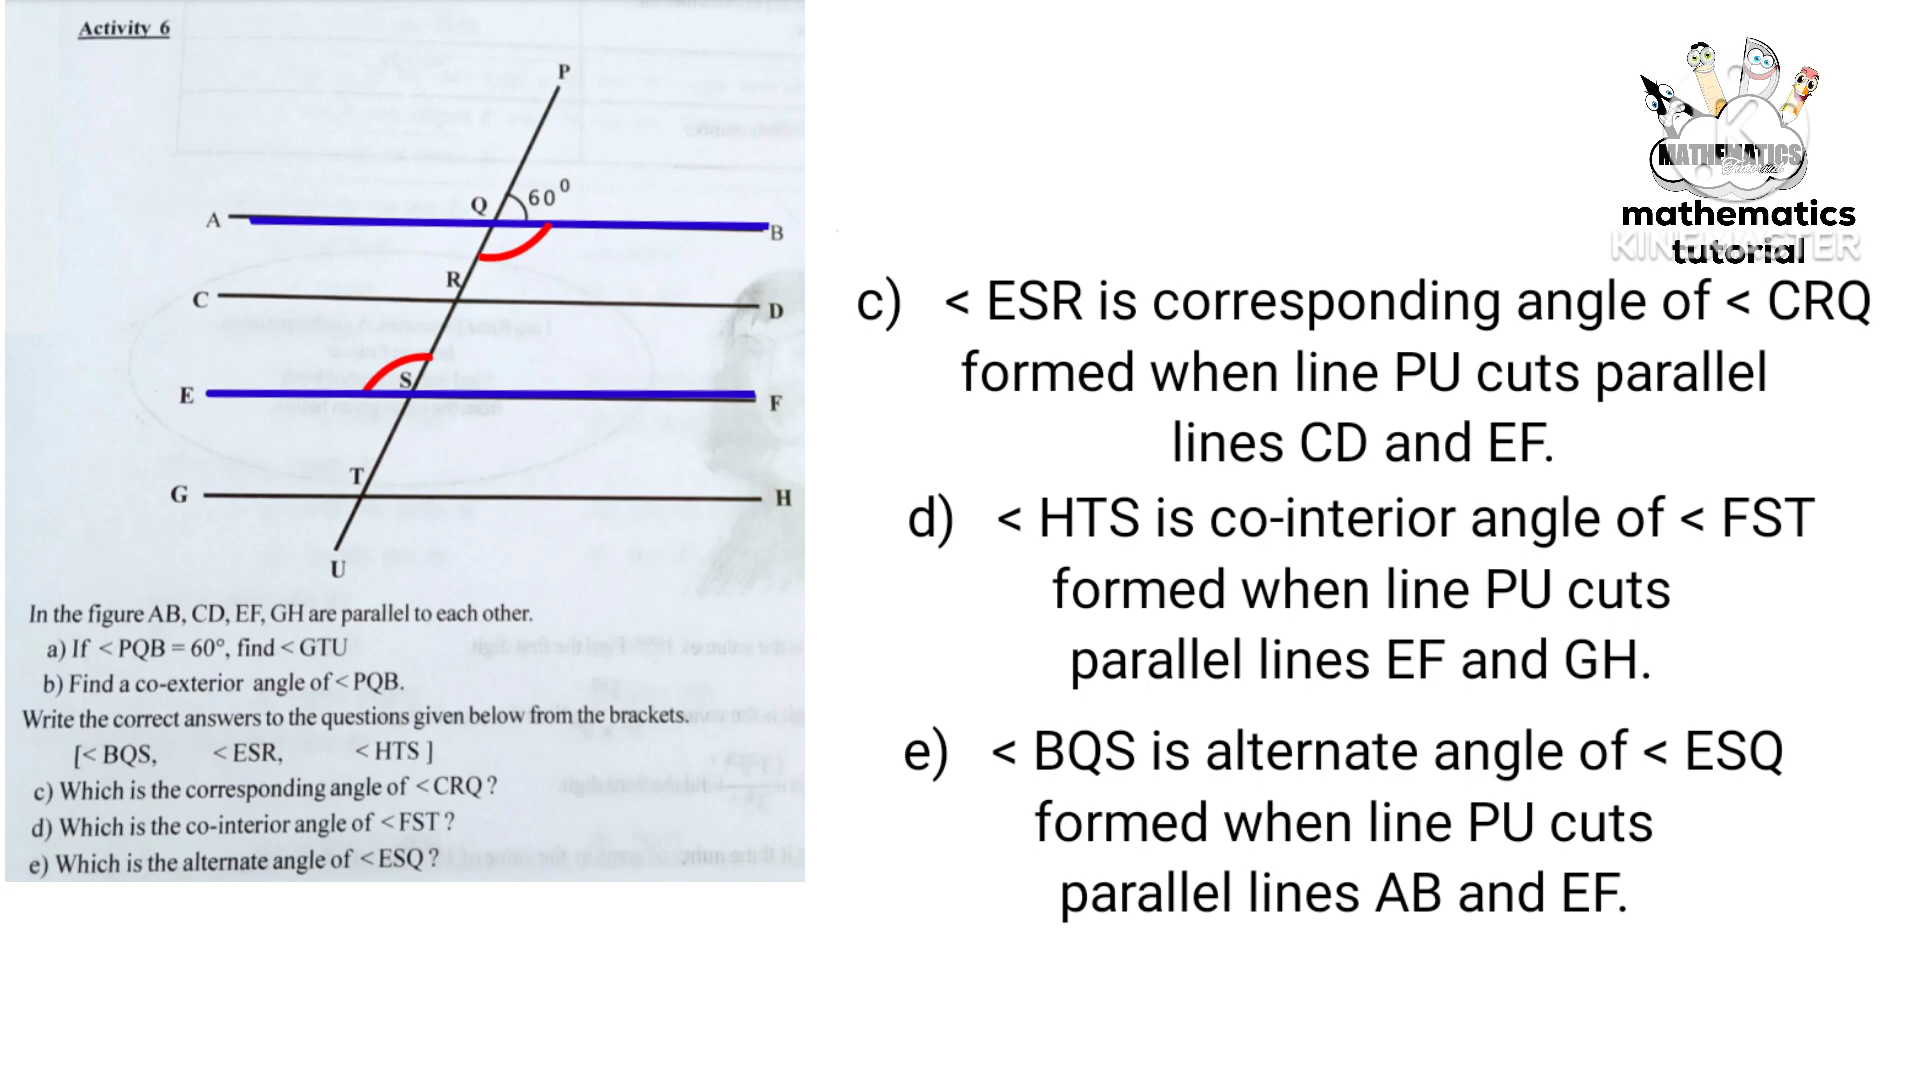 Activity 6
P
Q
60⁰
A
B
R
C
D
S
E
F
T
G
H
U
In the figure AB, CD, EF, GH are parallel to each other.
a) If < PQB = 60°, find < GTU
b) Find a co-exterior angle of < PQB.
Write the correct answers to the questions given below from the brackets.
[< BQS, < ESR, < HTS ]
c) Which is the corresponding angle of < CRQ ?
d) Which is the co-interior angle of < FST ?
e) Which is the alternate angle of < ESQ ?
MATHEMATICS
mathematics
KINEMASTER
tutorial
c) < ESR is corresponding angle of < CRQ
formed when line PU cuts parallel
lines CD and EF.
d) < HTS is co-interior angle of < FST
formed when line PU cuts
parallel lines EF and GH.
e) < BQS is alternate angle of < ESQ
formed when line PU cuts
parallel lines AB and EF.